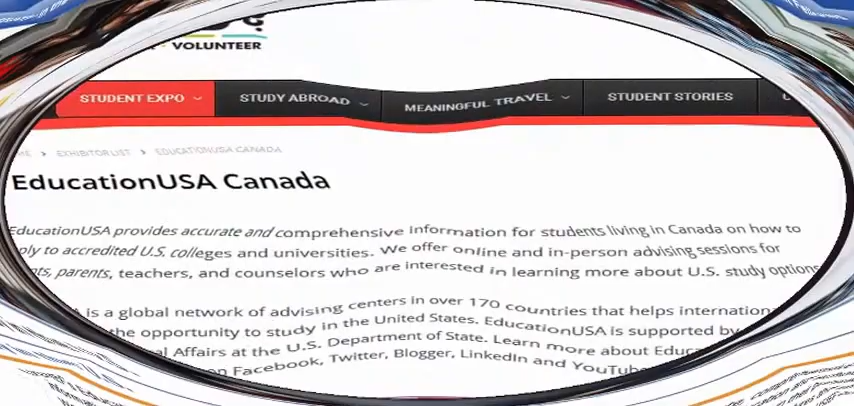 VOLUNTEER
STUDENT EXPO
STUDY ABROAD
MEANINGFUL TRAVEL
STUDENT STORIES
EXHIBITOR LIST > EDUCATIONUSA CANADA
EducationUSA Canada
EducationUSA provides accurate and comprehensive information for students living in Canada on how to
to accredited U.S. colleges and universities. We offer online and in-person advising sessions for
parents, teachers, and counselors who are interested in learning more about U.S. study options
is a global network of advising centers in over 170 countries that helps
the opportunity to study in the United States. EducationUSA is supported by
Affairs at the U.S. Department of State. Learn more about
Facebook, Twitter, Blogger, LinkedIn and YouTube